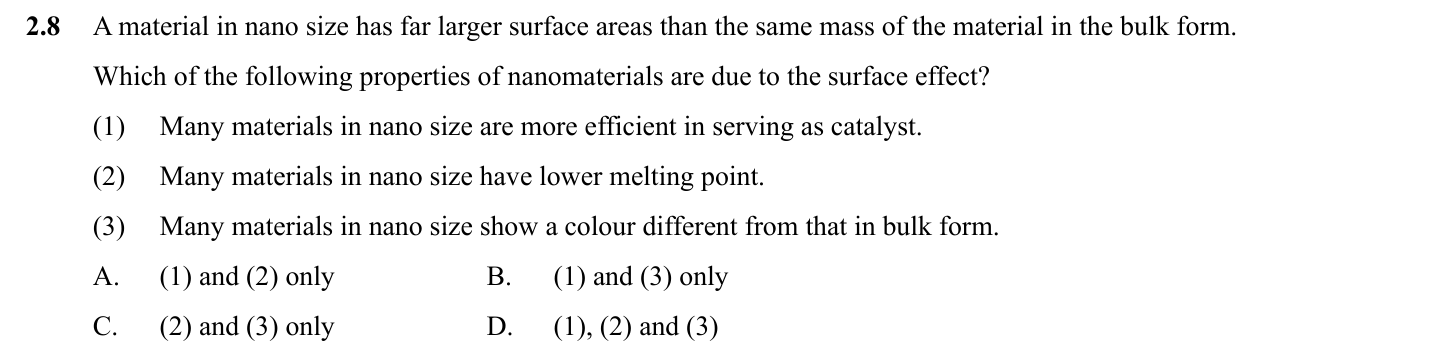 2.8 A material in nano size has far larger surface areas than the same mass of the material in the bulk form.
Which of the following properties of nanomaterials are due to the surface effect?
(1) Many materials in nano size are more efficient in serving as catalyst.
(2) Many materials in nano size have lower melting point.
(3) Many materials in nano size show a colour different from that in bulk form.
A. (1) and (2) only B. (1) and (3) only
C. (2) and (3) only D. (1), (2) and (3)